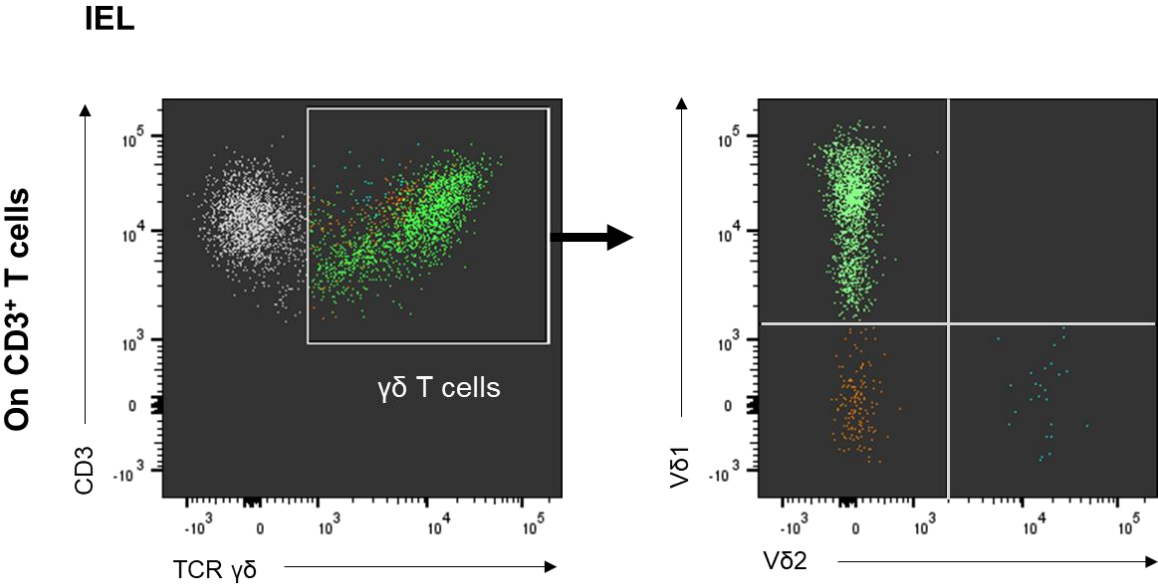 IEL
On CD3⁺ T cells
CD3
10⁵
10⁴
10³
0
-10³
γδ T cells
-10³ 0 10³ 10⁴ 10⁵
TCR γδ
Vδ1
10⁵
10⁴
10³
0
-10³
-10³ 0 10³ 10⁴ 10⁵
Vδ2